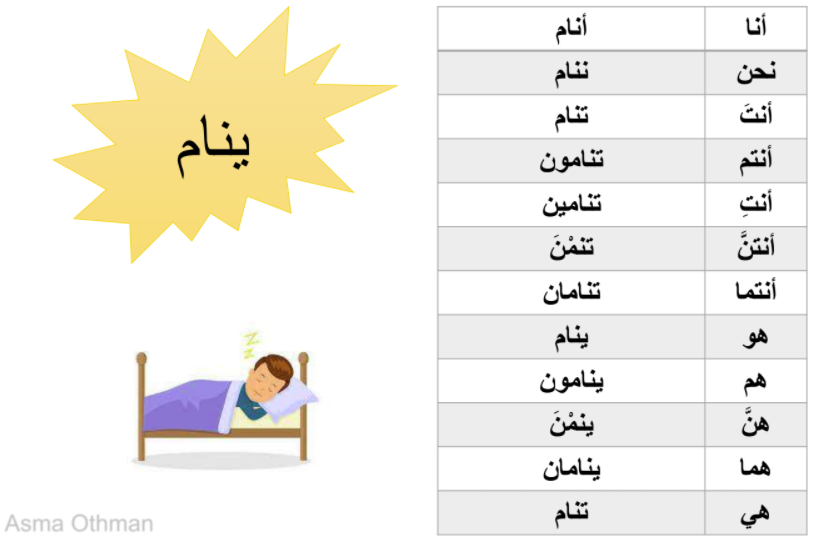 ينام
أنا أنام
نحن ننام
أنتَ تنام
أنتم تنامون
أنتِ تنامين
أنتنَّ تنمْنَ
أنتما تنامان
هو ينام
هم ينامون
هنَّ ينمْنَ
هما ينامان
هي تنام
z
z
Asma Othman